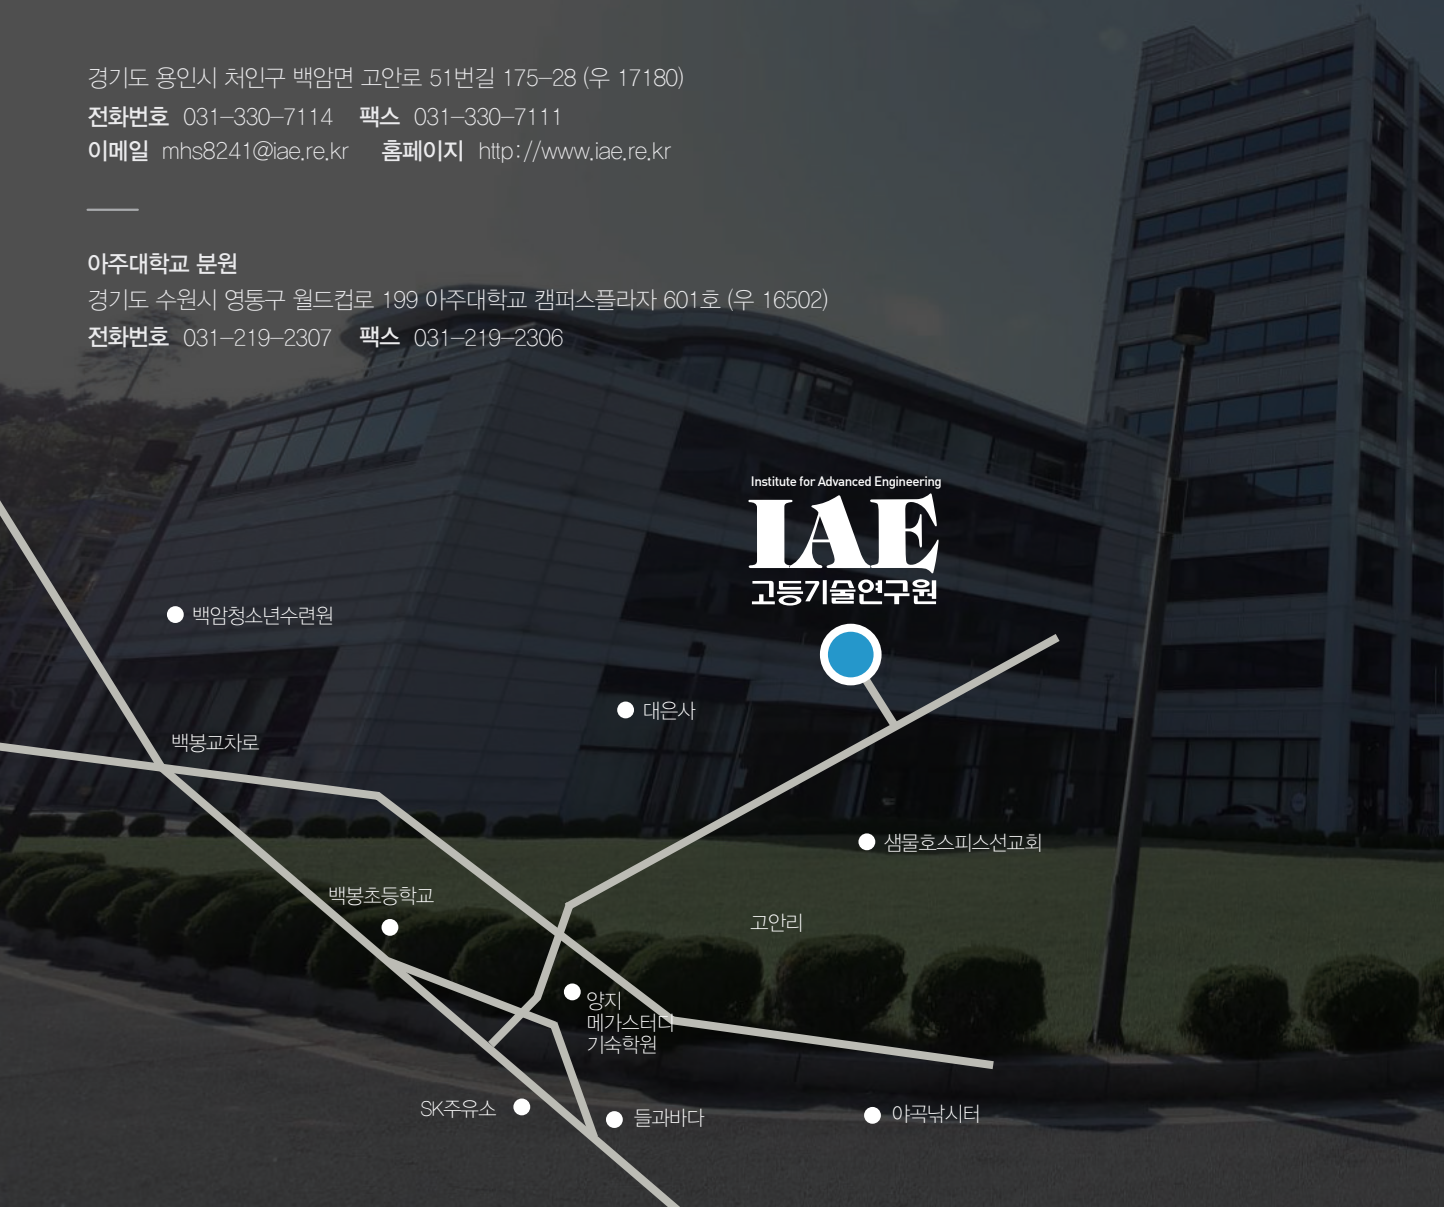 경기도 용인시 처인구 백암면 고안로 51번길 175-28 (우 17180)
전화번호 031-330-7114 팩스 031-330-7111
이메일 mhs8241@iae.re.kr 홈페이지 http://www.iae.re.kr
아주대학교 분원
경기도 수원시 영통구 월드컵로 199 아주대학교 캠퍼스플라자 601호 (우 16502)
전화번호 031-219-2307 팩스 031-219-2306
Institute for Advanced Engineering
IAE
고등기술연구원
백암청소년수련원
대은사
백봉교차로
샘물호스피스선교회
백봉초등학교
고안리
양지
메가스터디
기숙학원
SK주유소
들과바다
야곡낚시터